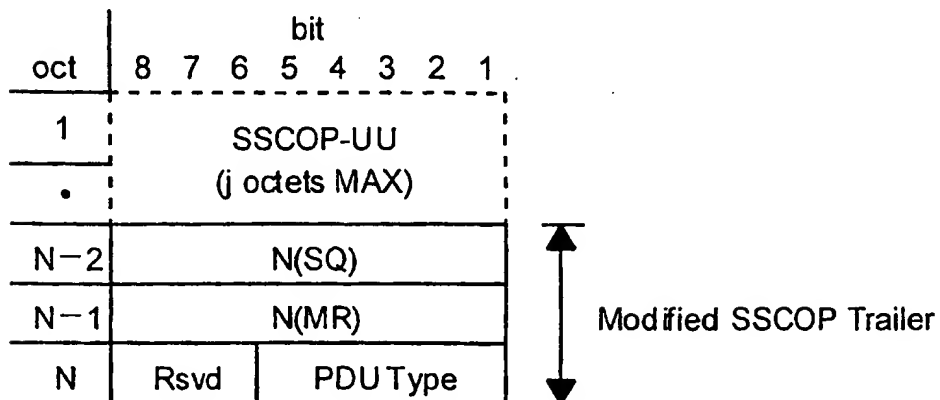 bit
oct 8 7 6 5 4 3 2 1
1 SSCOP-UU
• (j octets MAX)
N−2 N(SQ)
N−1 N(MR) Modified SSCOP Trailer
N Rsvd PDU Type